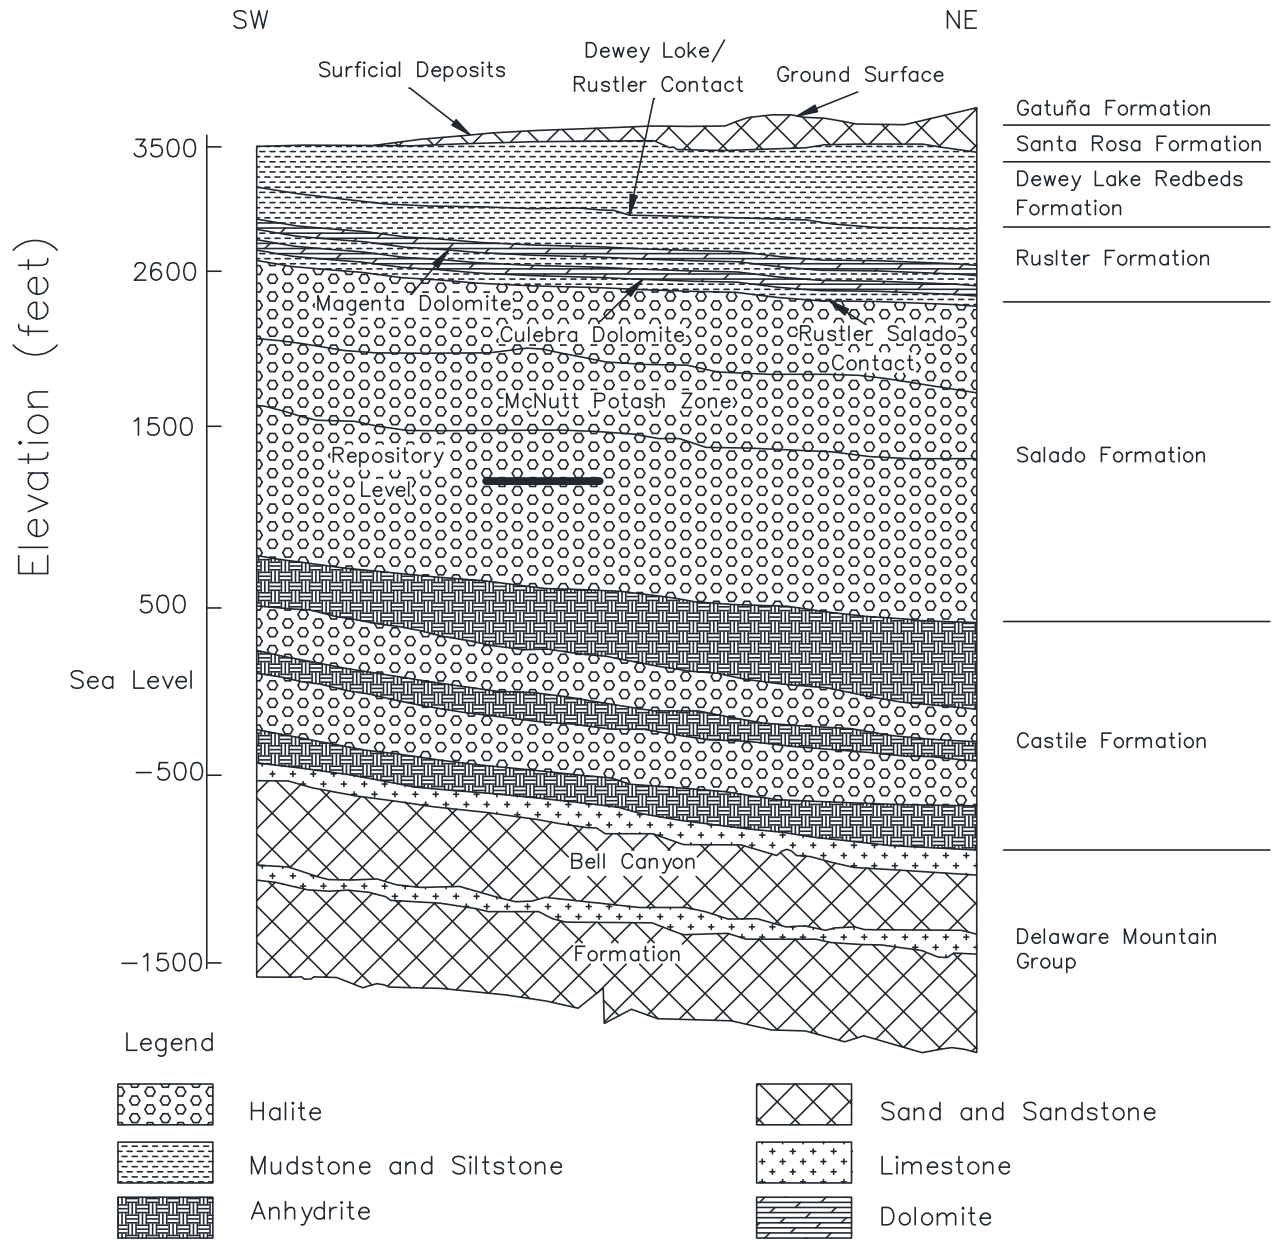 SW
NE
Dewey Loke/
Rustler Contact
Surficial Deposits
Ground Surface
Gatuña Formation
Santa Rosa Formation
Dewey Lake Redbeds
Formation
Ruslter Formation
Salado Formation
Castile Formation
Delaware Mountain
Group
Elevation (feet)
3500
2600
1500
500
Sea Level
-500
-1500
Magenta Dolomite
Culebra Dolomite
Rustler Salado
Contact
McNutt Potash Zone
Repository
Level
Bell Canyon
Formation
Legend
Halite
Mudstone and Siltstone
Anhydrite
Sand and Sandstone
Limestone
Dolomite